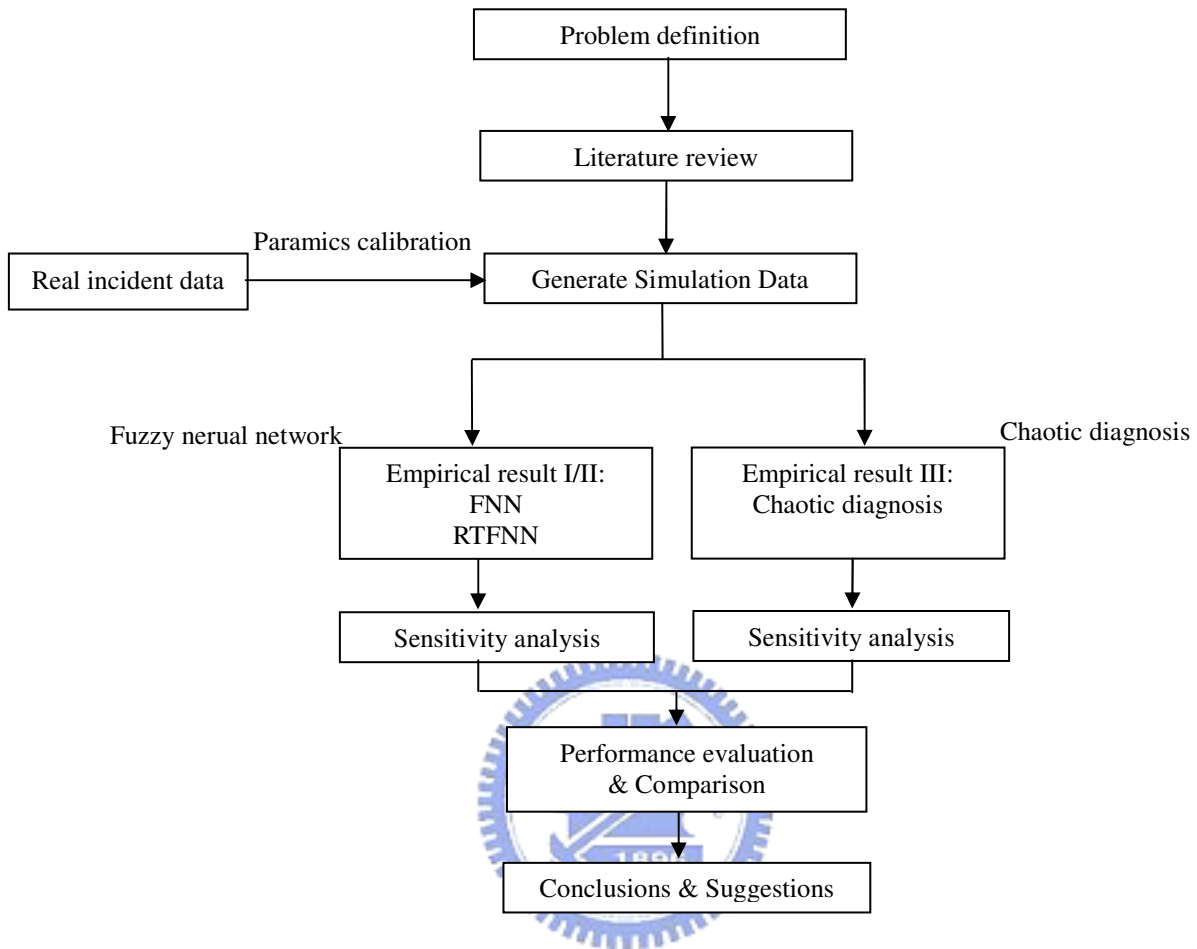 Problem definition
Literature review
Paramics calibration
Real incident data
Generate Simulation Data
Fuzzy nerual network
Chaotic diagnosis
Empirical result I/II:
FNN
RTFNN
Empirical result III:
Chaotic diagnosis
Sensitivity analysis
Sensitivity analysis
Performance evaluation
& Comparison
1896
Conclusions & Suggestions